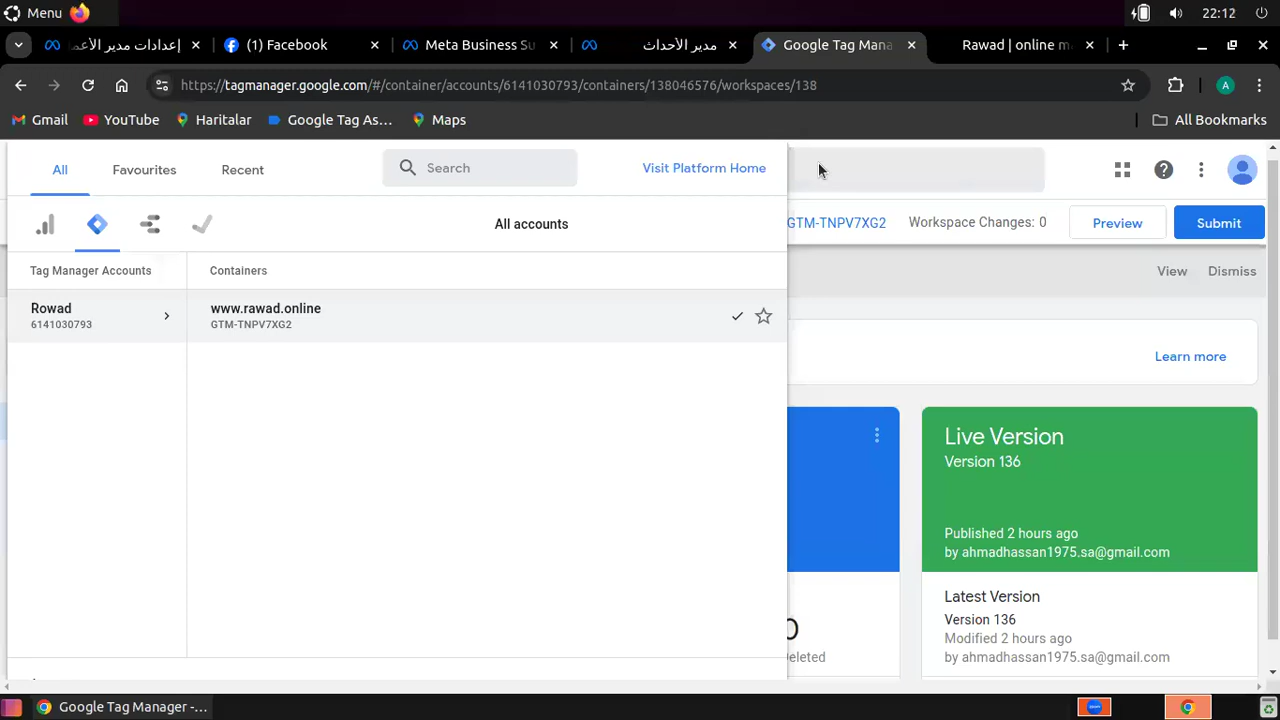 Menu
22:12
إعدادات مدير الأعم
(1) Facebook
Meta Business Su
مدير الأحداث
Google Tag Mana
Rawad | online m
https://tagmanager.google.com/#/container/accounts/6141030793/containers/138046576/workspaces/138
A
Gmail
YouTube
Haritalar
Google Tag As...
Maps
All Bookmarks
All
Favourites
Recent
Search
Visit Platform Home
All accounts
GTM-TNPV7XG2
Workspace Changes: 0
Preview
Submit
Tag Manager Accounts
Containers
View
Dismiss
Rowad
6141030793
www.rawad.online
GTM-TNPV7XG2
Learn more
Live Version
Version 136
Published 2 hours ago
by ahmadhassan1975.sa@gmail.com
Latest Version
Version 136
Modified 2 hours ago
by ahmadhassan1975.sa@gmail.com
0
Deleted
Google Tag Manager -...